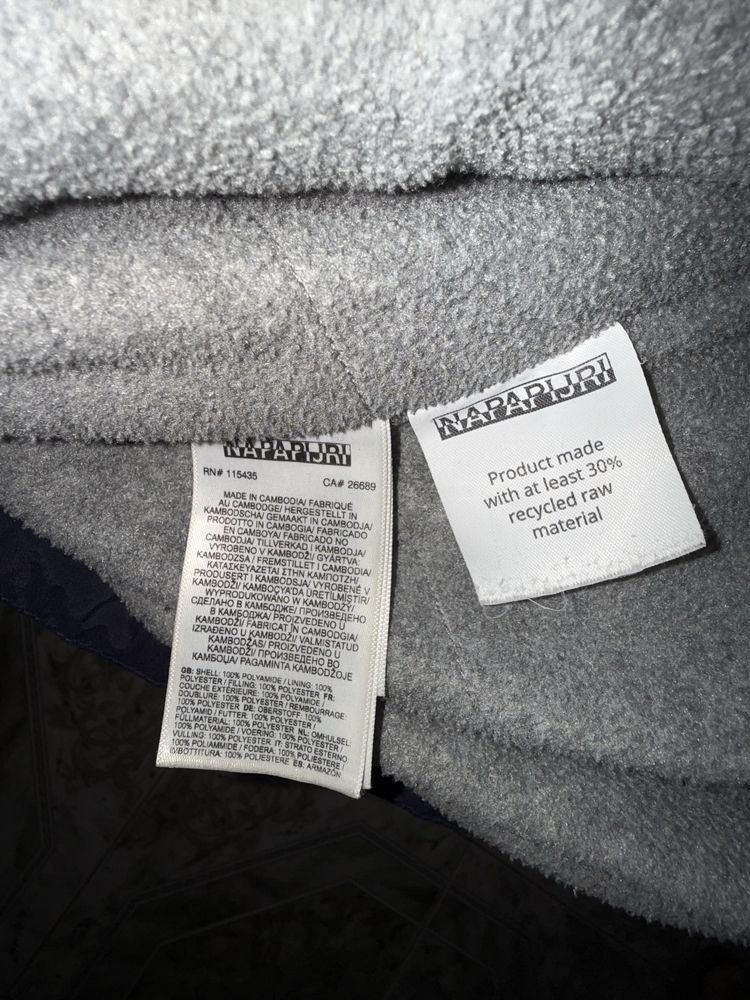 NAPAPIJRI
RN# 115435
CA# 26689
MADE IN CAMBODIA/ FABRIQUÉ
AU CAMBODGE/ HERGESTELLT IN
KAMBODSCHA/ GEMAAKT IN CAMBODJA/
PRODOTTO IN CAMBOGIA/ FABRICADO
EN CAMBOYA/ FABRICADO NO
CAMBOJA/ TILLVERKAD I KAMBODJA/
VYROBENO V KAMBODŽI/ GYÁRTVA:
KAMBODZSA/ FREMSTILLET I CAMBODIA/
ΚΑΤΑΣΚΕΥΑΖΕΤΑΙ ΣΤΗΝ ΚΑΜΠΟΤΖΗ/
PRODUSERT I KAMBODSJA/ VYROBENÉ V
KAMBODŽI/ KAMBOÇYA'DA ÜRETİLMİŞTİR/
WYPRODUKOWANO W KAMBODŻY/
СДЕЛАНО В КАМБОДЖЕ/ ПРОИЗВЕДЕНО
В КАМБОДЖА/ PROIZVEDENO U
KAMBODŽI/ FABRICAT ÎN CAMBODGIA/
IZRAĐENO U KAMBODŽI/ VALMISTATUD
KAMBODŽAS/ PROIZVEDENO U
KAMBODŽI/ ПРОИЗВЕДЕНО ВО
КАМБОЏА/ PAGAMINTA KAMBODŽOJE
GB: SHELL: 100% POLYAMIDE / LINING: 100%
POLYESTER / FILLING: 100% POLYESTER FR:
COUCHE EXTÉRIEURE: 100% POLYAMIDE /
DOUBLURE: 100% POLYESTER / REMBOURRAGE:
100% POLYESTER DE: OBERSTOFF: 100%
POLYAMID / FUTTER: 100% POLYESTER /
FÜLLMATERIAL: 100% POLYESTER NL: OMHULSEL:
100% POLYAMIDE / VOERING: 100% POLYESTER /
VULLING: 100% POLYESTER IT: STRATO ESTERNO
100% POLIAMMIDE / FODERA: 100% POLIESTERE /
IMBOTTITURA: 100% POLIESTERE ES: ARMAZÓN
NAPAPIJRI
Product made
with at least 30%
recycled raw
material